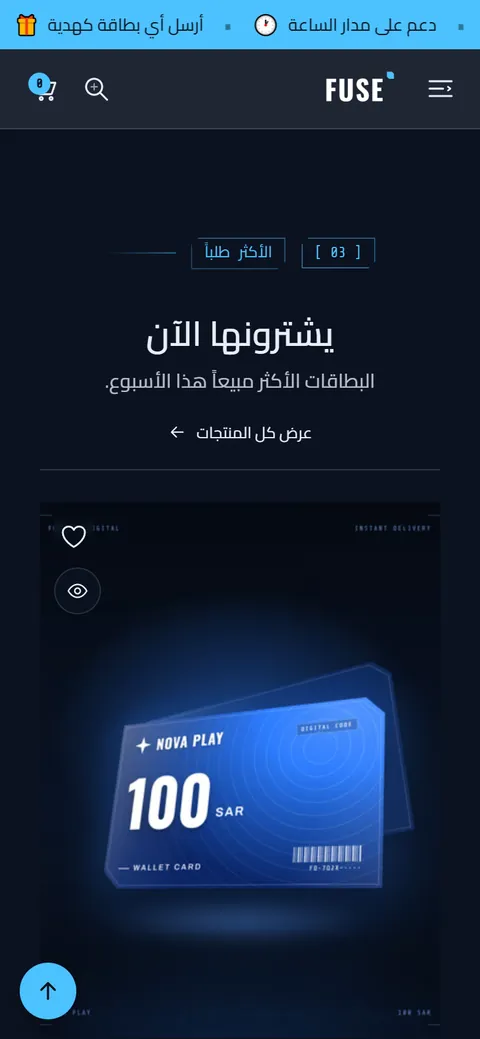 دعم على مدار الساعة ▪ أرسل أي بطاقة كهدية
FUSE
0
[ 03 ]
الأكثر طلباً
يشترونها الآن
البطاقات الأكثر مبيعاً هذا الأسبوع.
عرض كل المنتجات ←
INSTANT DELIVERY
DIGITAL CODE
NOVA PLAY
100 SAR
WALLET CARD
PLAY
100 SAR